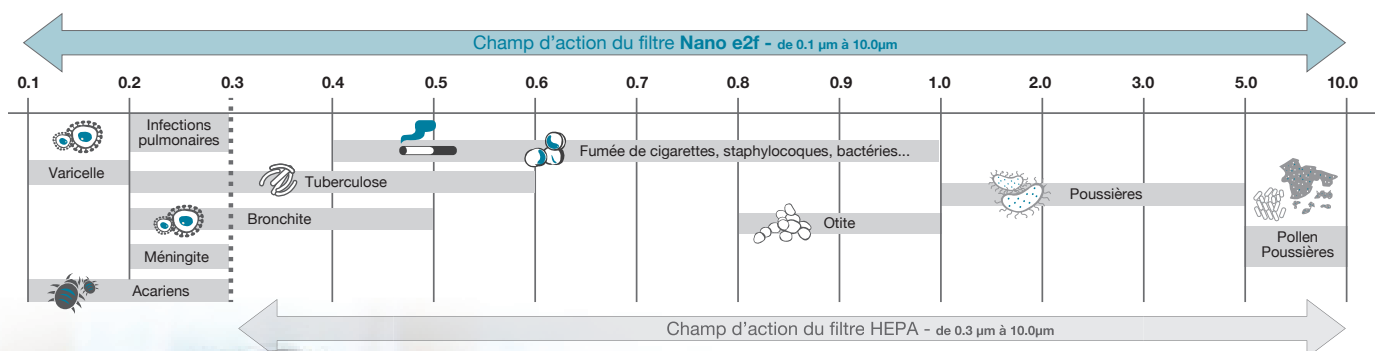 Champ d’action du filtre Nano e2f - de 0.1 µm à 10.0µm
0.1 0.2 0.3 0.4 0.5 0.6 0.7 0.8 0.9 1.0 2.0 3.0 5.0 10.0
Infections
pulmonaires
Fumée de cigarettes, staphylocoques, bactéries...
Varicelle
Tuberculose
Poussières
Bronchite
Otite
Pollen
Poussières
Méningite
Acariens
Champ d’action du filtre HEPA - de 0.3 µm à 10.0µm